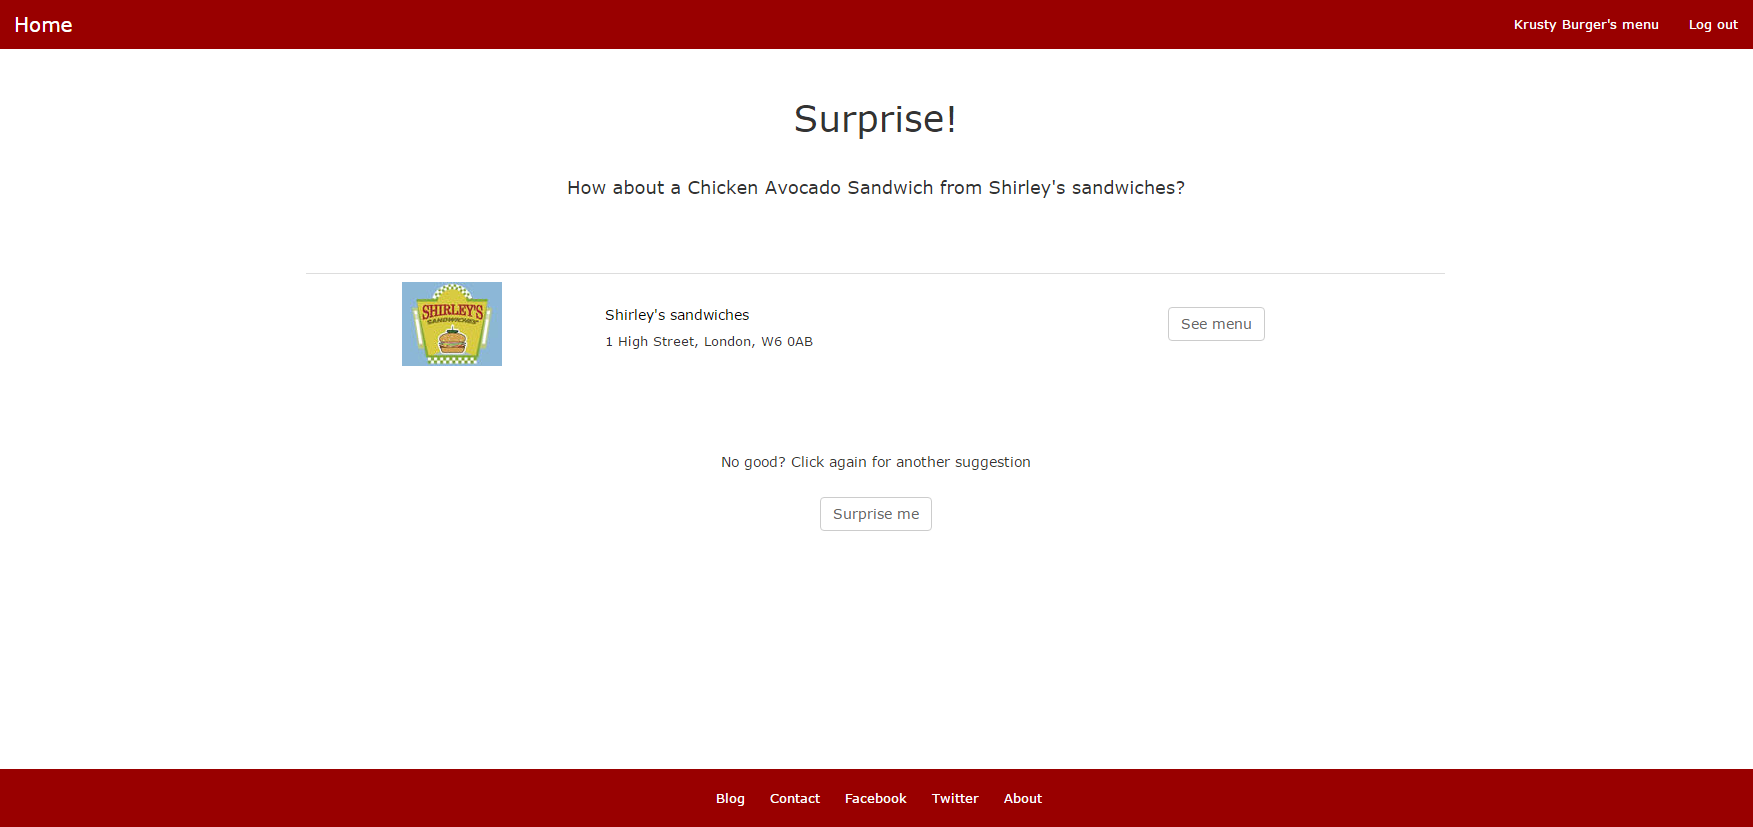 Home
Krusty Burger's menu
Log out
Surprise!
How about a Chicken Avocado Sandwich from Shirley's sandwiches?
SHIRLEY'S
SANDWICHES
Shirley's sandwiches
1 High Street, London, W6 0AB
See menu
No good? Click again for another suggestion
Surprise me
Blog
Contact
Facebook
Twitter
About